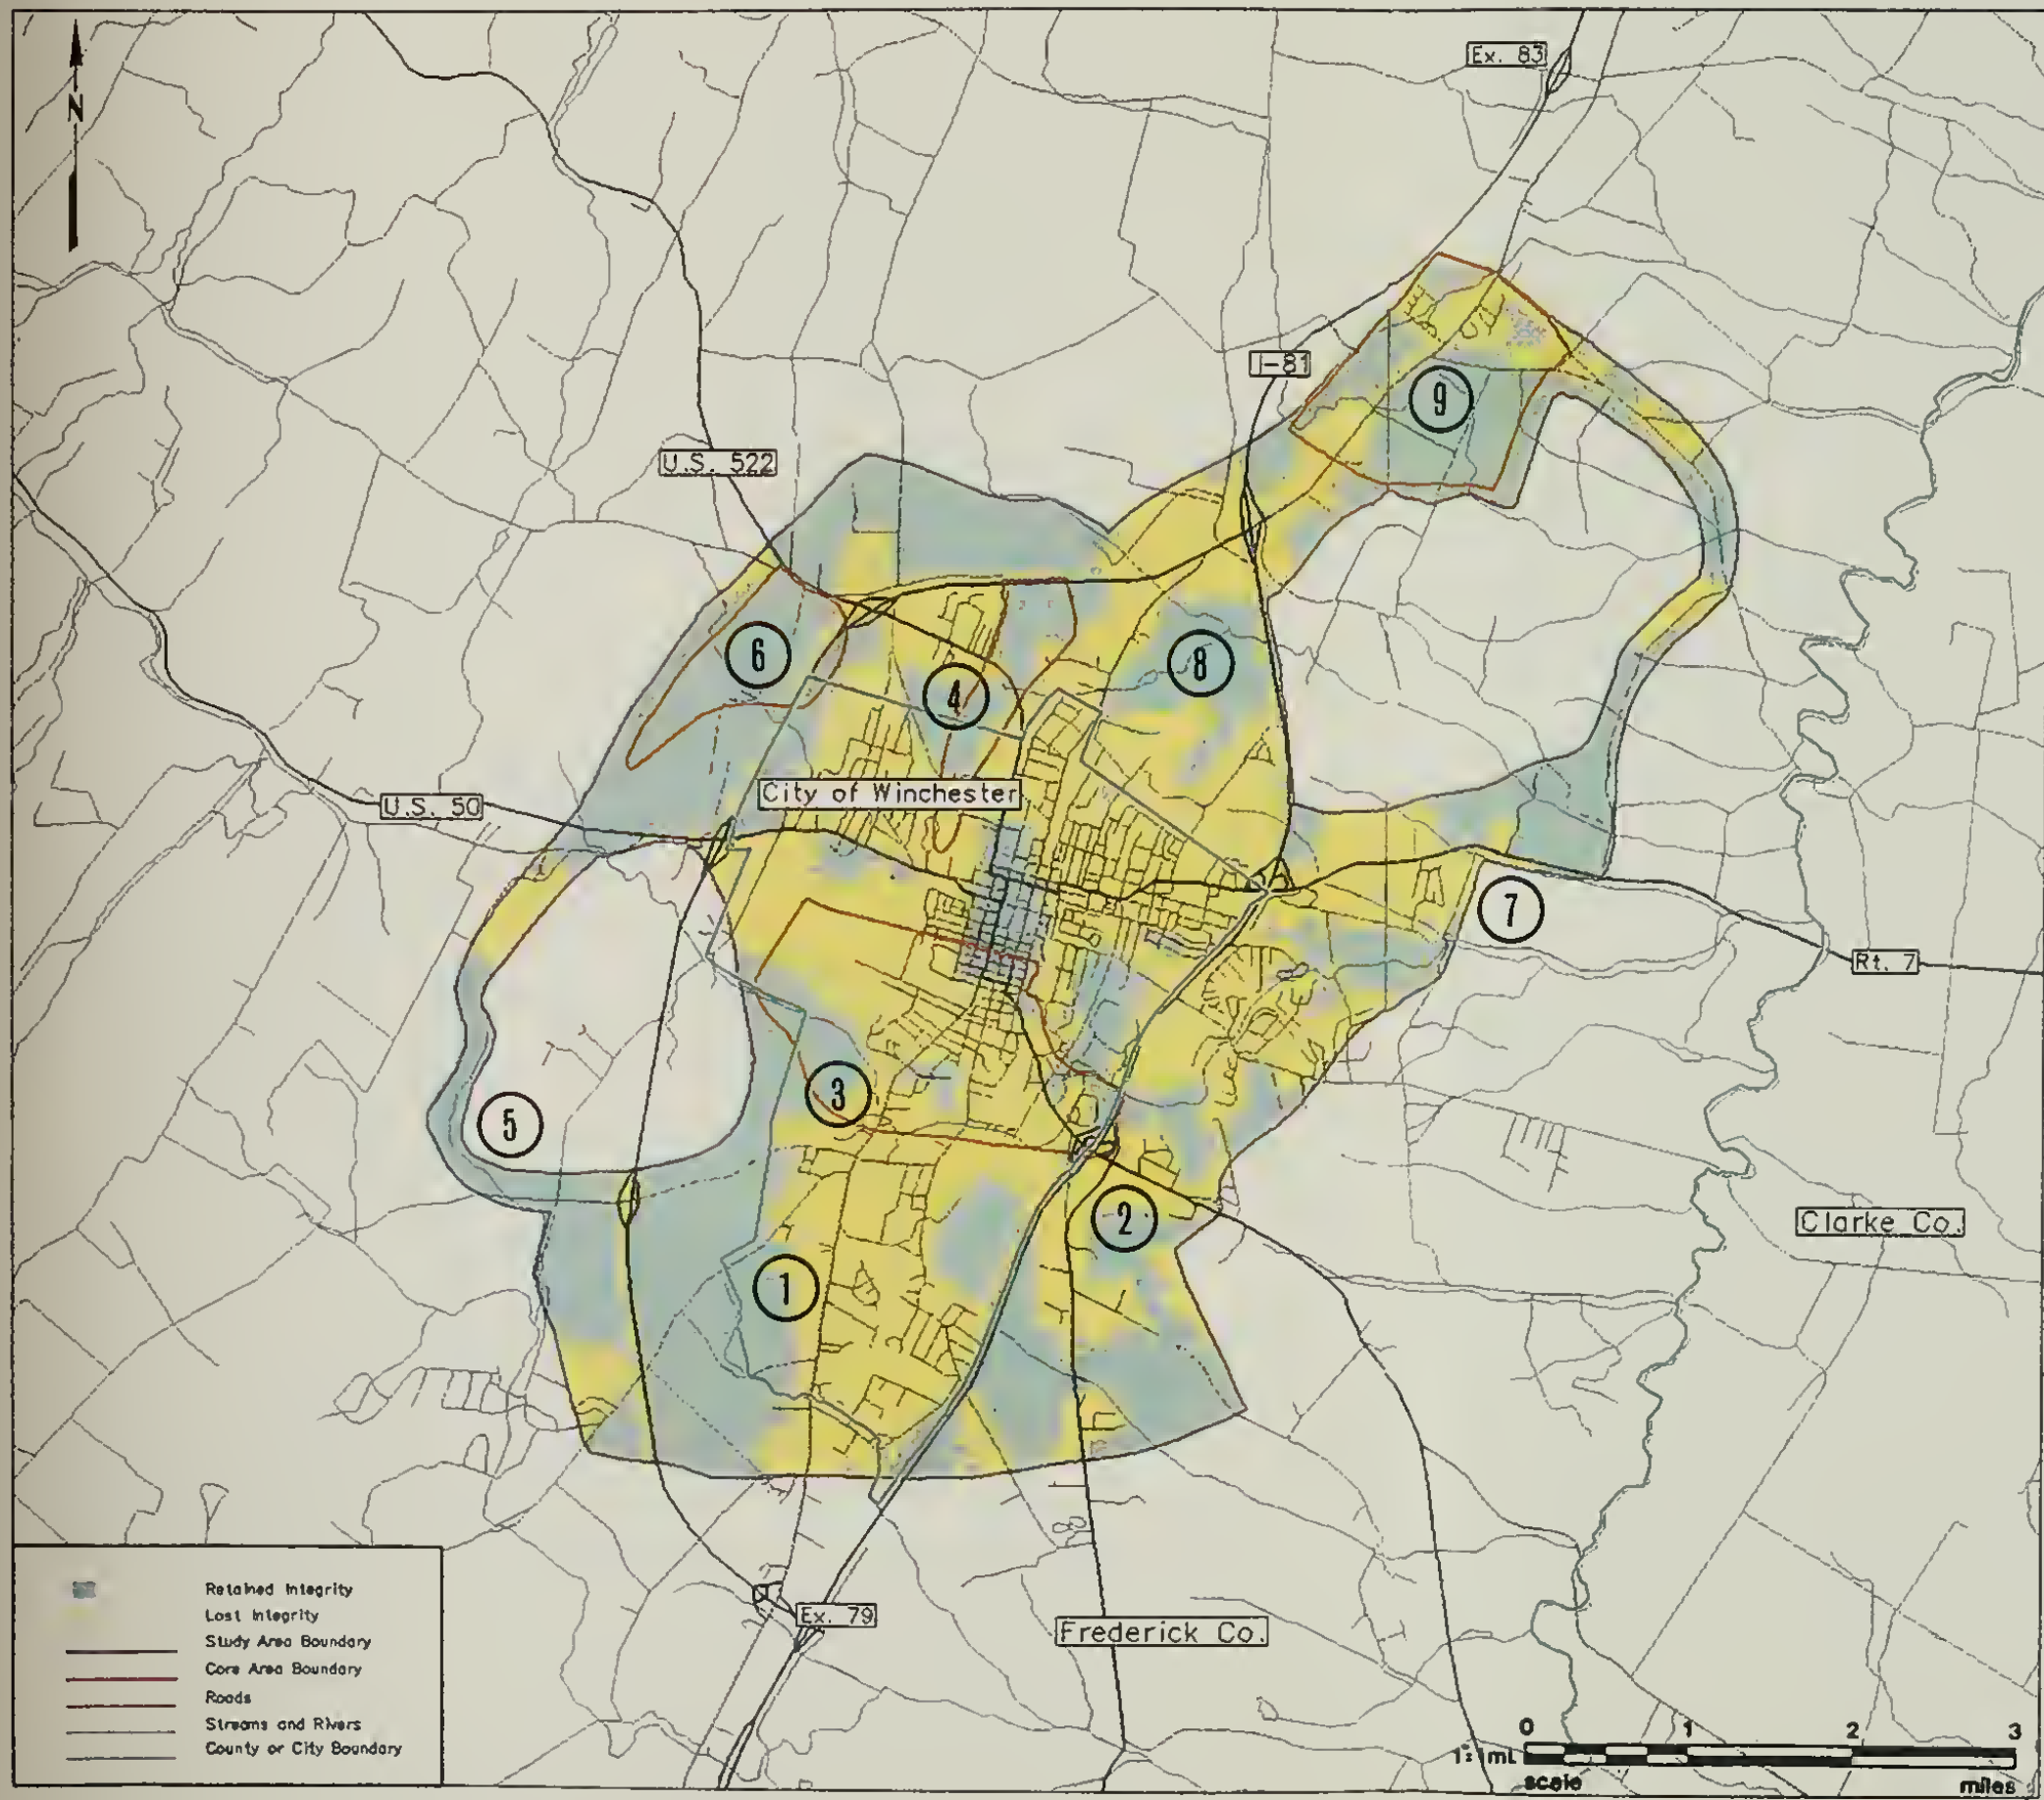 N
Ex. 83
I-81
9
U.S. 522
6
8
4
City of Winchester
U.S. 50
7
Rt. 7
3
5
2
Clarke Co.
1
Ex. 79
Frederick Co.
Retained Integrity
Lost Integrity
Study Area Boundary
Core Area Boundary
Roads
Streams and Rivers
County or City Boundary
0 1 2 3
1"=1mi.
scale miles